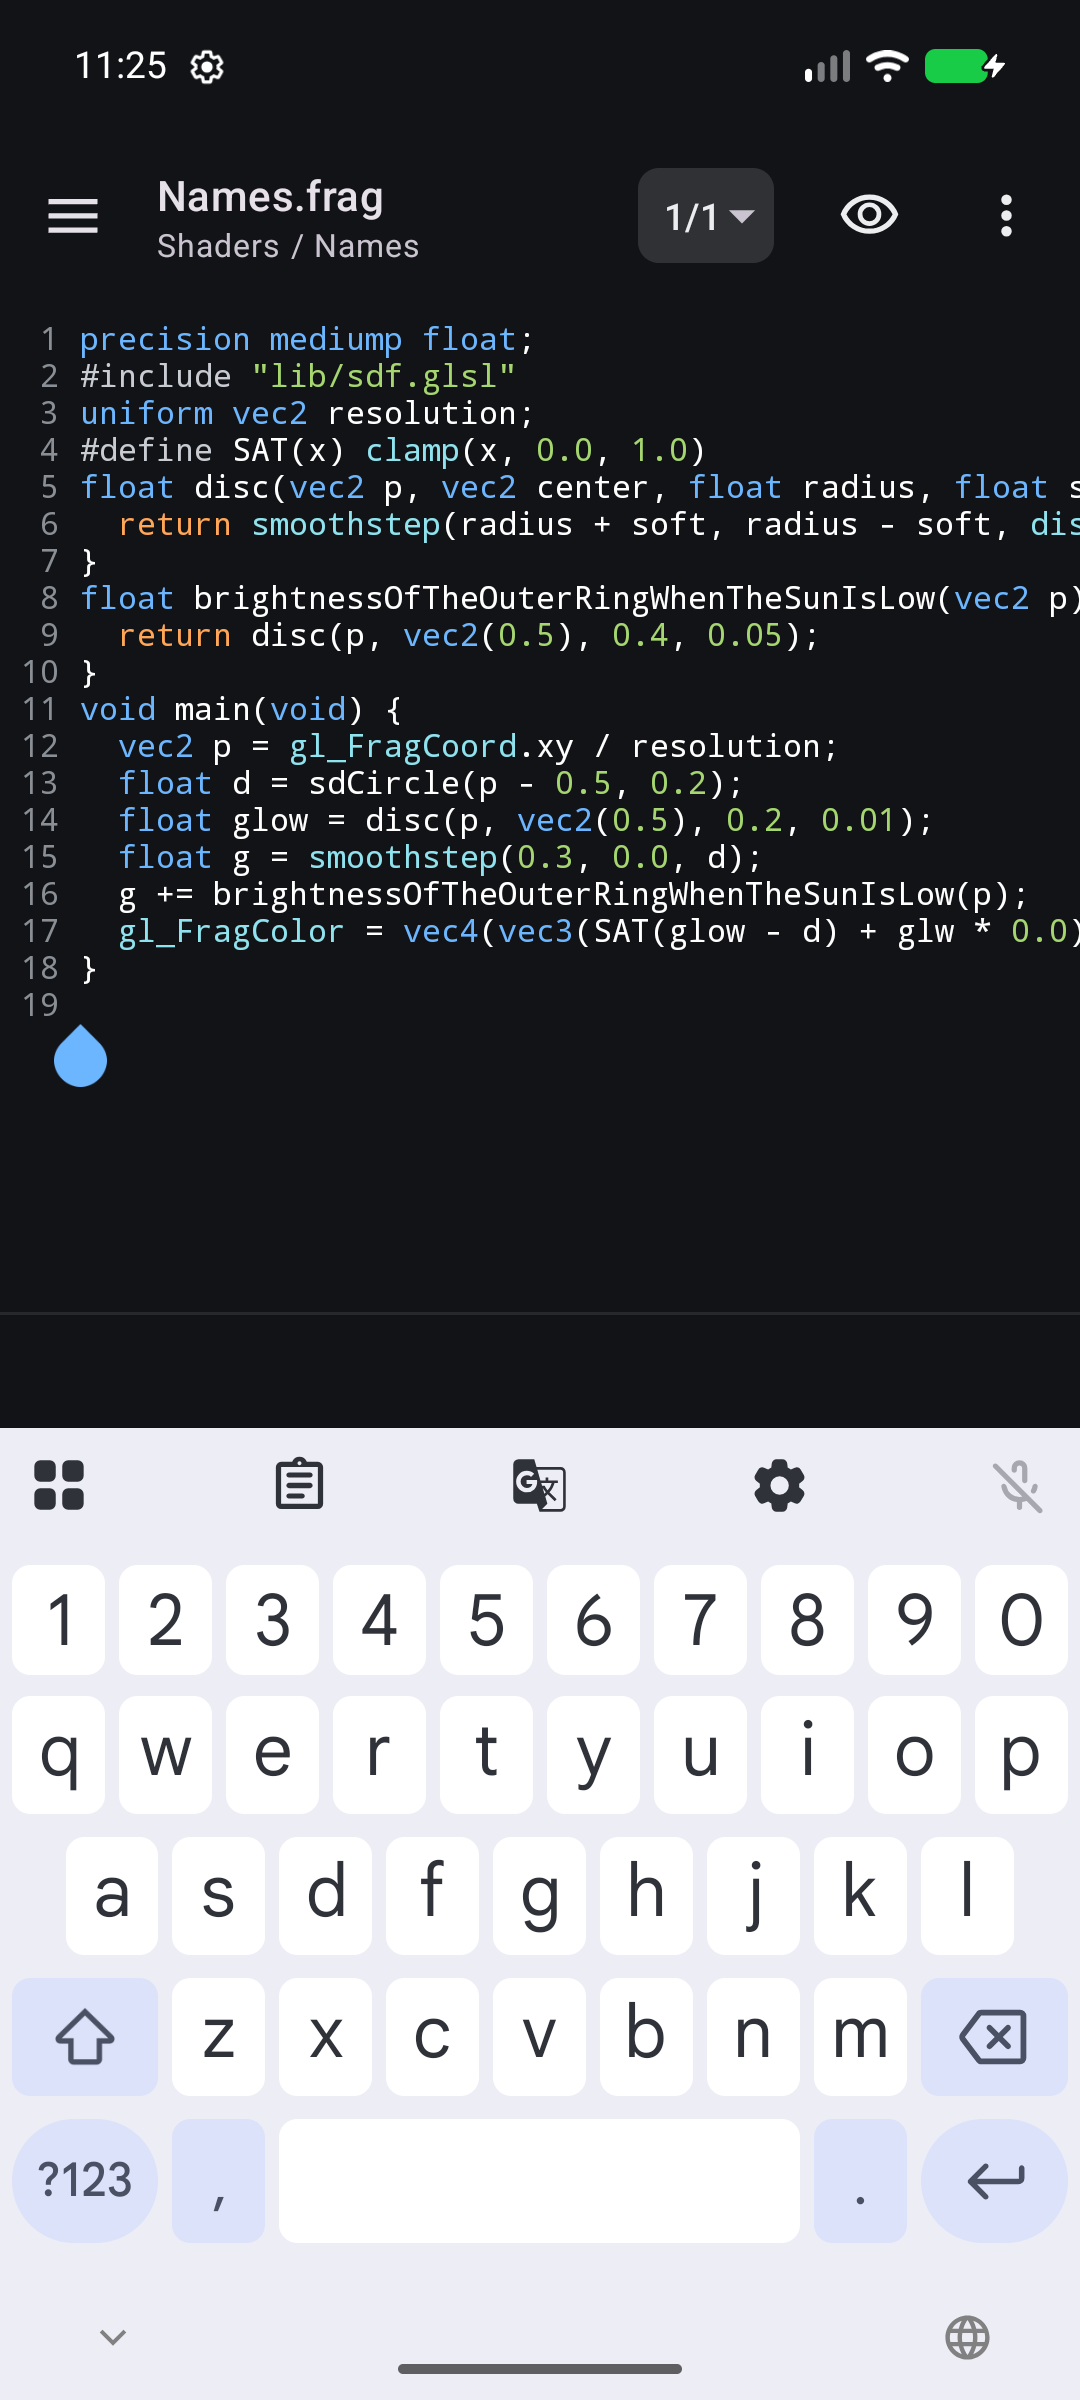 11:25
Names.frag
Shaders / Names
1/1
1 precision mediump float;
2 #include "lib/sdf.glsl"
3 uniform vec2 resolution;
4 #define SAT(x) clamp(x, 0.0, 1.0)
5 float disc(vec2 p, vec2 center, float radius, float s
6   return smoothstep(radius + soft, radius - soft, dis
7 }
8 float brightnessOfTheOuterRingWhenTheSunIsLow(vec2 p)
9   return disc(p, vec2(0.5), 0.4, 0.05);
10 }
11 void main(void) {
12   vec2 p = gl_FragCoord.xy / resolution;
13   float d = sdCircle(p - 0.5, 0.2);
14   float glow = disc(p, vec2(0.5), 0.2, 0.01);
15   float g = smoothstep(0.3, 0.0, d);
16   g += brightnessOfTheOuterRingWhenTheSunIsLow(p);
17   gl_FragColor = vec4(vec3(SAT(glow - d) + glw * 0.0)
18 }
19
1 2 3 4 5 6 7 8 9 0
q w e r t y u i o p
a s d f g h j k l
z x c v b n m
?123 , .